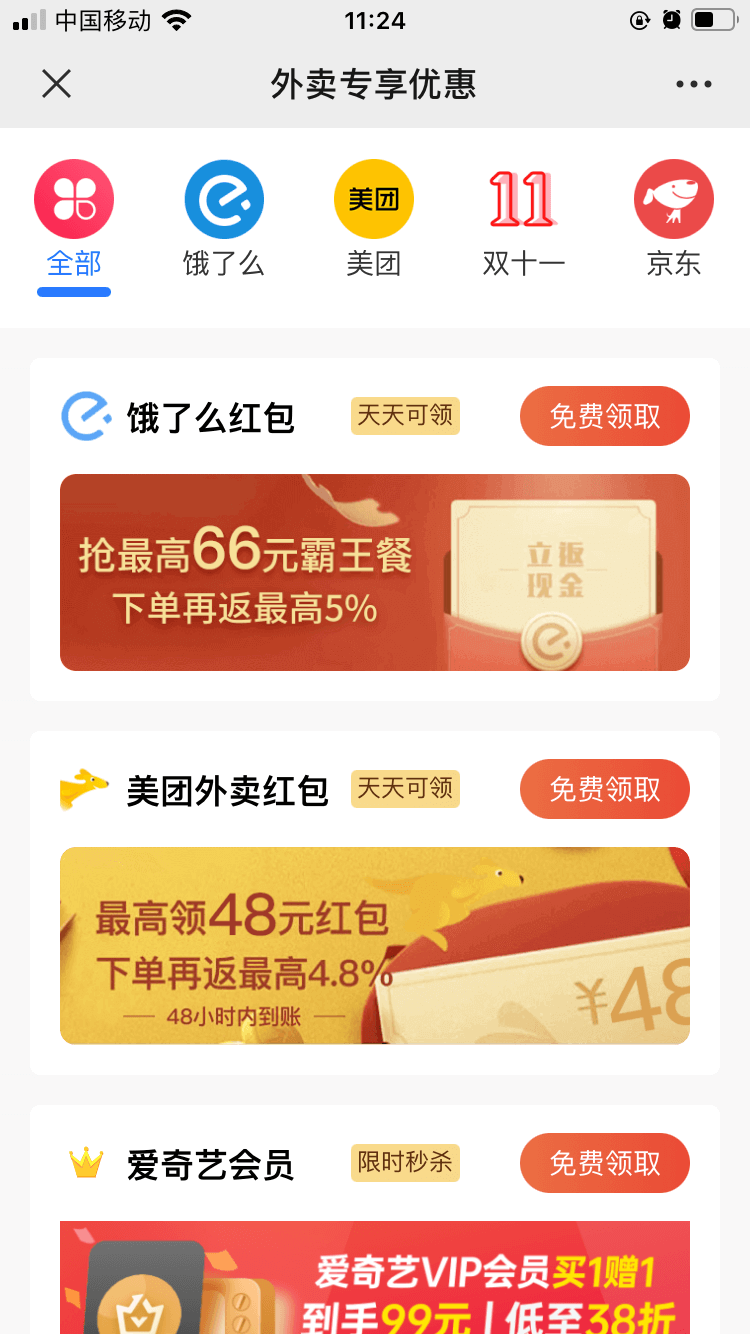 中国移动
11:24
外卖专享优惠
全部
饿了么
美团
美团
11
双十一
京东
饿了么红包
天天可领
免费领取
抢最高66元霸王餐
下单再返最高5%
立返
现金
美团外卖红包
天天可领
免费领取
最高领48元红包
下单再返最高4.8%
48小时内到账
¥48
爱奇艺会员
限时秒杀
免费领取
爱奇艺VIP会员买1赠1
到手99元 | 低至38折